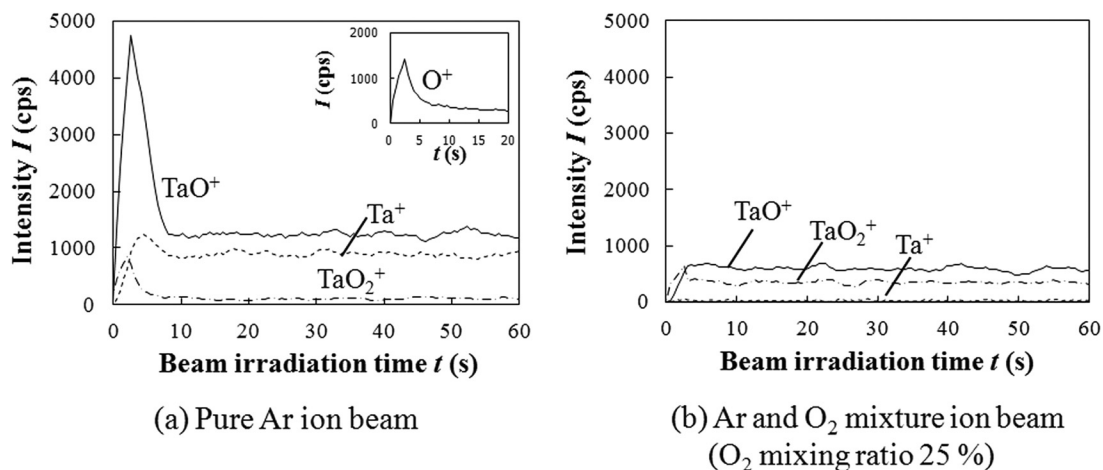 5000
4000
3000
2000
1000
0
Intensity I (cps)
0 10 20 30 40 50 60
Beam irradiation time t (s)
TaO⁺
Ta⁺
TaO₂⁺
3000
2000
1000
0
I (cps)
O⁺
0 5 10 15 20
t (s)
(a) Pure Ar ion beam
5000
4000
3000
2000
1000
0
Intensity I (cps)
TaO⁺
TaO₂⁺
Ta⁺
0 10 20 30 40 50 60
Beam irradiation time t (s)
(b) Ar and O₂ mixture ion beam
(O₂ mixing ratio 25 %)